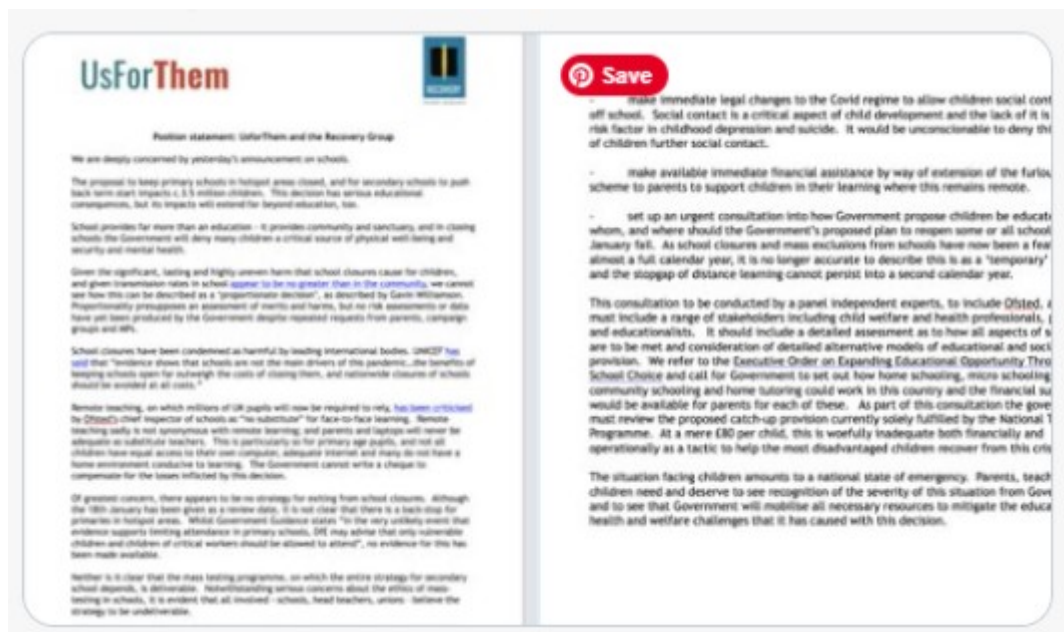 UsForThem
RECOVERY
Position statement: UsforThem and the Recovery Group
We are deeply concerned by yesterday's announcement on schools.
The proposal to keep primary schools in hotspot areas closed, and for secondary schools to push
back term start impacts c.3.5 million children. This decision has serious educational
consequences, but its impacts will extend far beyond education, too.
School provides far more than an education - it provides community and sanctuary, and in closing
schools the Government will deny many children a critical source of physical well-being and
security and mental health.
Given the significant, lasting and highly uneven harm that school closures cause for children,
and given transmission rates in school appear to be no greater than in the community, we cannot
see how this can be described as a "proportionate decision", as described by Gavin Williamson.
Proportionality presupposes an assessment of merits and harms, but no risk assessments or data
have yet been produced by the Government despite repeated requests from parents, campaign
groups and MPs.
School closures have been condemned as harmful by leading international bodies. UNICEF has
said that "evidence shows that schools are not the main drivers of this pandemic...the benefits of
keeping schools open far outweigh the costs of closing them, and nationwide closures of schools
should be avoided at all costs."
Remote teaching, on which millions of UK pupils will now be required to rely, has been criticised
by Ofsted's chief inspector of schools as "no substitute" for face-to-face learning. Remote
teaching sadly is not synonymous with remote learning, and parents and laptops will never be
adequate as substitute teachers. This is particularly so for primary age pupils, and not all
children have equal access to their own computer, adequate internet and many do not have a
home environment conducive to learning. The Government cannot write a cheque to
compensate for the losses inflicted by this decision.
Of greatest concern, there appears to be no strategy for exiting from school closures. Although
the 18th January has been given as a review date, it is not clear that there is a back-stop for
primaries in hotspot areas. Whilst Government Guidance states "in the very unlikely event that
evidence supports limiting attendance in primary schools, DfE may advise that only vulnerable
children and children of critical workers should be allowed to attend", no evidence for this has
been made available.
Neither is it clear that the mass testing programme, on which the entire strategy for secondary
school depends, is deliverable. Notwithstanding serious concerns about the ethics of mass-
testing in schools, it is evident that all involved - schools, head teachers, unions - believe the
strategy to be undeliverable.
Save
- make immediate legal changes to the Covid regime to allow children social cont
off school. Social contact is a critical aspect of child development and the lack of it is
risk factor in childhood depression and suicide. It would be unconscionable to deny thi
of children further social contact.
- make available immediate financial assistance by way of extension of the furlou
scheme to parents to support children in their learning where this remains remote.
- set up an urgent consultation into how Government propose children be educate
whom, and where should the Government's proposed plan to reopen some or all school
January fail. As school closures and mass exclusions from schools have now been a fea
almost a full calendar year, it is no longer accurate to describe this is as a "temporary"
and the stopgap of distance learning cannot persist into a second calendar year.
This consultation to be conducted by a panel independent experts, to include Ofsted, a
must include a range of stakeholders including child welfare and health professionals, p
and educationalists. It should include a detailed assessment as to how all aspects of s
are to be met and consideration of detailed alternative models of educational and soci
provision. We refer to the Executive Order on Expanding Educational Opportunity Thro
School Choice and call for Government to set out how home schooling, micro schooling
community schooling and home tutoring could work in this country and the financial su
would be available for parents for each of these. As part of this consultation the gove
must review the proposed catch-up provision currently solely fulfilled by the National T
Programme. At a mere £80 per child, this is woefully inadequate both financially and
operationally as a tactic to help the most disadvantaged children recover from this cris
The situation facing children amounts to a national state of emergency. Parents, teach
children need and deserve to see recognition of the severity of this situation from Gove
and to see that Government will mobilise all necessary resources to mitigate the educa
health and welfare challenges that it has caused with this decision.